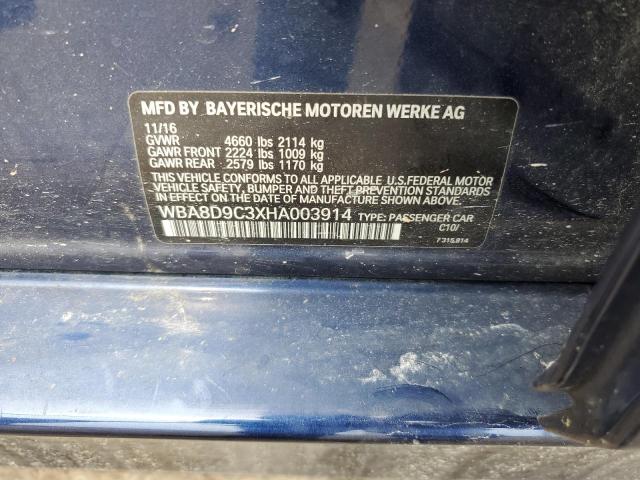 MFD BY BAYERISCHE MOTOREN WERKE AG
11/16
GVWR 4660 lbs 2114 kg
GAWR FRONT 2224 lbs 1009 kg
GAWR REAR 2579 lbs 1170 kg
THIS VEHICLE CONFORMS TO ALL APPLICABLE U.S.FEDERAL MOTOR
VEHICLE SAFETY, BUMPER AND THEFT PREVENTION STANDARDS
IN EFFECT ON THE DATE OF MANUFACTURE SHOWN ABOVE.
WBA8D9C3XHA003914 TYPE: PASSENGER CAR
C10/
7315814